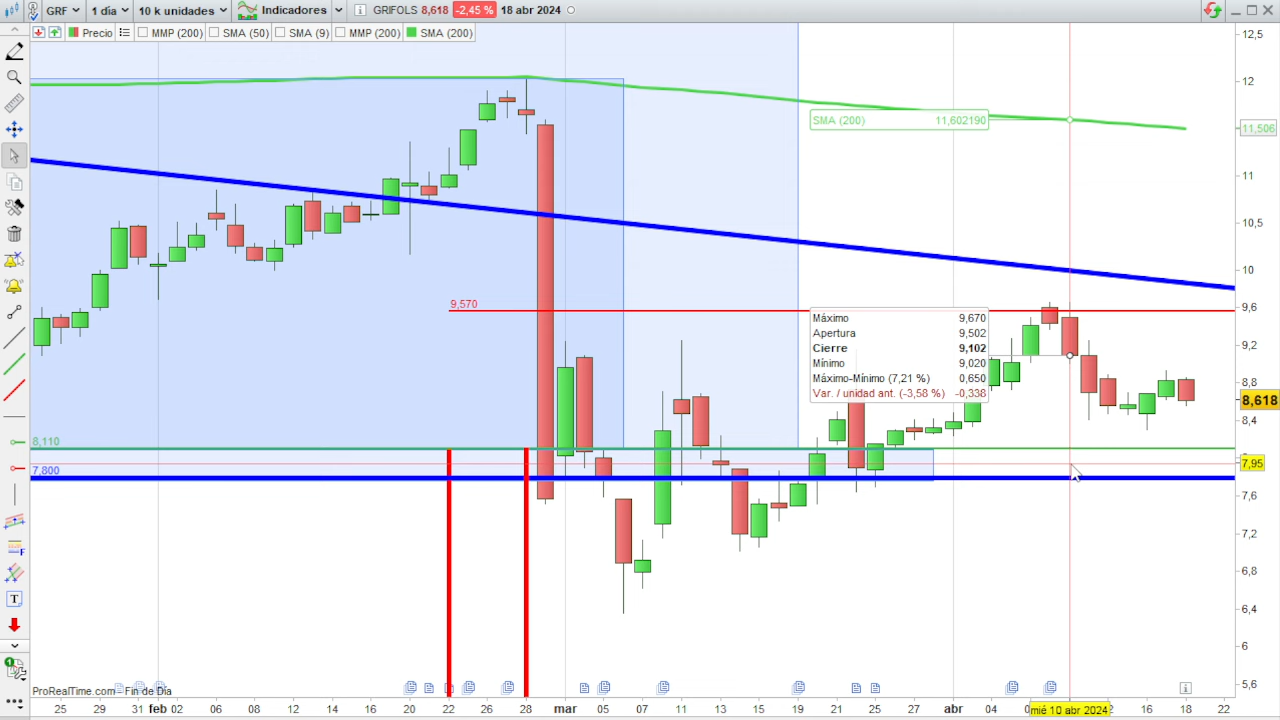 GRF 1 día 10 k unidades Indicadores GRIFOLS 8,618 -2,45 % 18 abr 2024
Precio MMP (200) SMA (50) SMA (9) MMP (200) SMA (200)
12,5
12
SMA (200) 11,602190
11,506
11
10,5
10
9,570
9,6
Máximo 9,670
Apertura 9,502
Cierre 9,102
Mínimo 9,020
Máximo-Mínimo (7,21 %) 0,650
Var. / unidad ant. (-3,58 %) -0,338
9,2
8,8
8,618
8,4
8,110
7,95
7,800
7,6
7,2
6,8
6,4
6
5,6
ProRealTime.com - Fin de Día
25 29 31 feb 02 06 08 12 14 16 20 22 26 28 mar 05 07 11 13 15 19 21 25 27 abr 04 mié 10 abr 2024 16 18 22